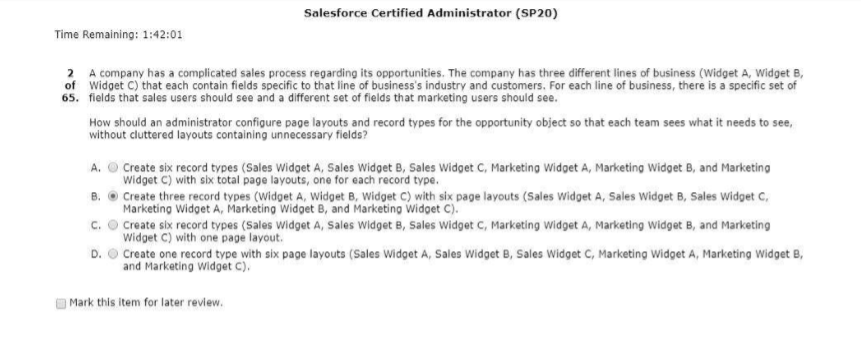 Salesforce Certified Administrator (SP20)
Time Remaining: 1:42:01
2 A company has a complicated sales process regarding its opportunities. The company has three different lines of business (Widget A, Widget B,
of Widget C) that each contain fields specific to that line of business's industry and customers. For each line of business, there is a specific set of
65. fields that sales users should see and a different set of fields that marketing users should see.
How should an administrator configure page layouts and record types for the opportunity object so that each team sees what it needs to see,
without cluttered layouts containing unnecessary fields?
A. Create six record types (Sales Widget A, Sales Widget B, Sales Widget C, Marketing Widget A, Marketing Widget B, and Marketing
Widget C) with six total page layouts, one for each record type.
B. Create three record types (Widget A, Widget B, Widget C) with six page layouts (Sales Widget A, Sales Widget B, Sales Widget C,
Marketing Widget A, Marketing Widget B, and Marketing Widget C).
C. Create six record types (Sales Widget A, Sales Widget B, Sales Widget C, Marketing Widget A, Marketing Widget B, and Marketing
Widget C) with one page layout.
D. Create one record type with six page layouts (Sales Widget A, Sales Widget B, Sales Widget C, Marketing Widget A, Marketing Widget B,
and Marketing Widget C).
Mark this item for later review.